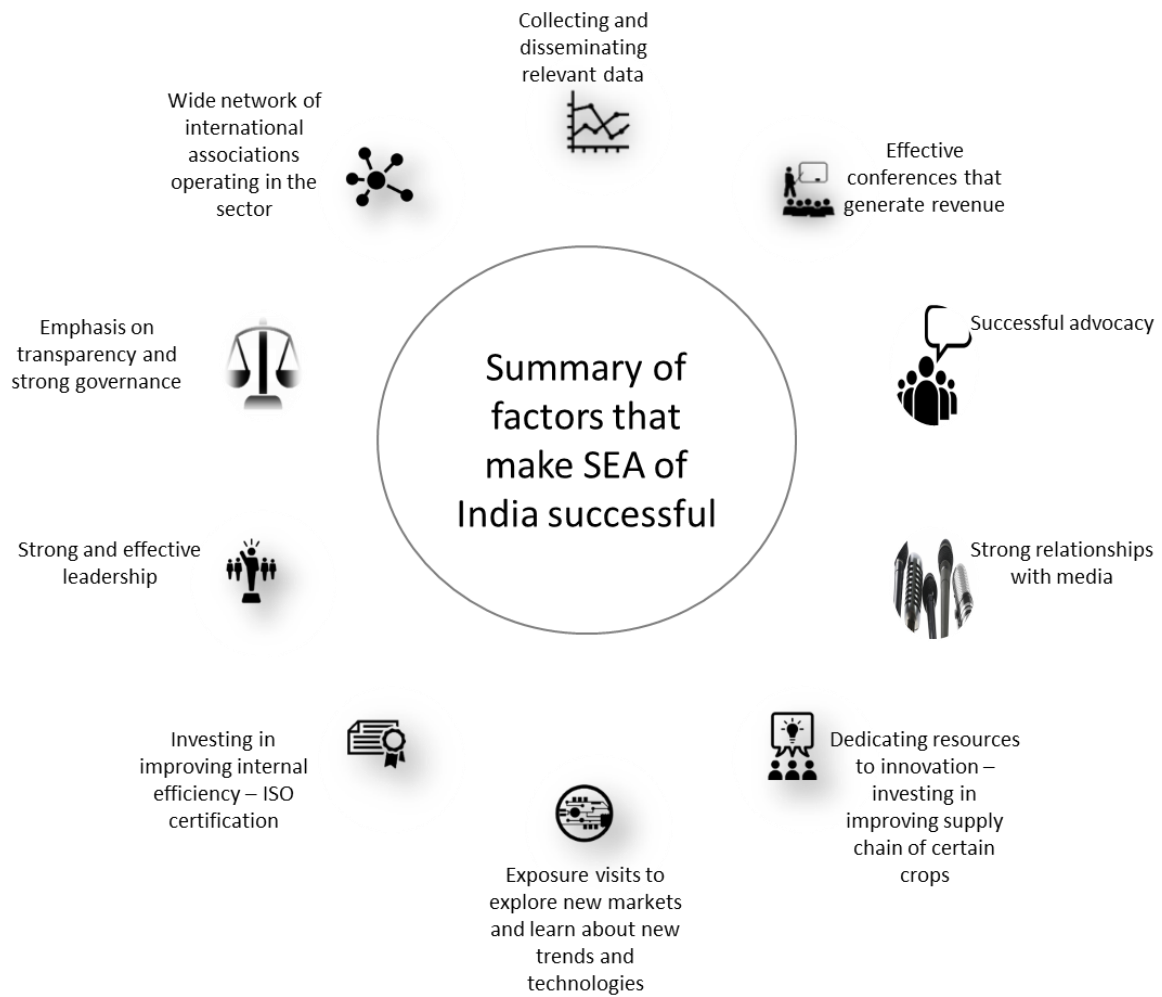 Collecting and
disseminating
relevant data
Effective
conferences that
generate revenue
Successful advocacy
Strong relationships
with media
Dedicating resources
to innovation –
investing in
improving supply
chain of certain
crops
Exposure visits to
explore new markets
and learn about new
trends and
technologies
Investing in
improving internal
efficiency – ISO
certification
Strong and effective
leadership
Emphasis on
transparency and
strong governance
Wide network of
international
associations
operating in the
sector
Summary of
factors that
make SEA of
India successful